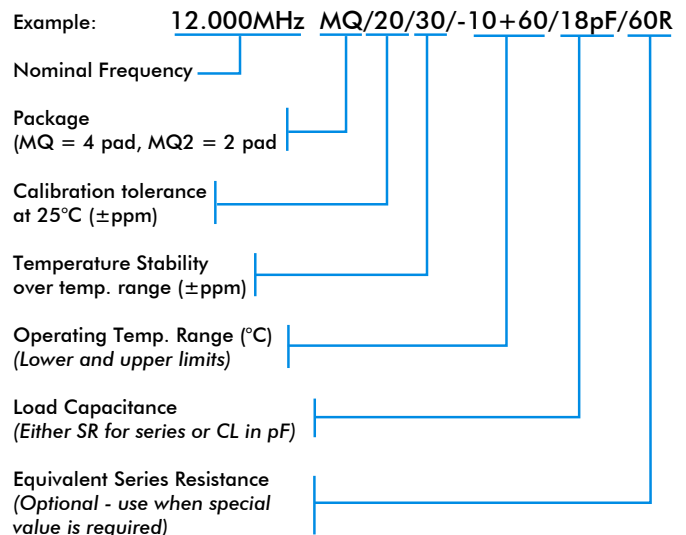 Example: 12.000MHz MQ/20/30/-10+60/18pF/60R
Nominal Frequency
Package
(MQ = 4 pad, MQ2 = 2 pad
Calibration tolerance
at 25°C (±ppm)
Temperature Stability
over temp. range (±ppm)
Operating Temp. Range (°C)
(Lower and upper limits)
Load Capacitance
(Either SR for series or CL in pF)
Equivalent Series Resistance
(Optional - use when special
value is required)